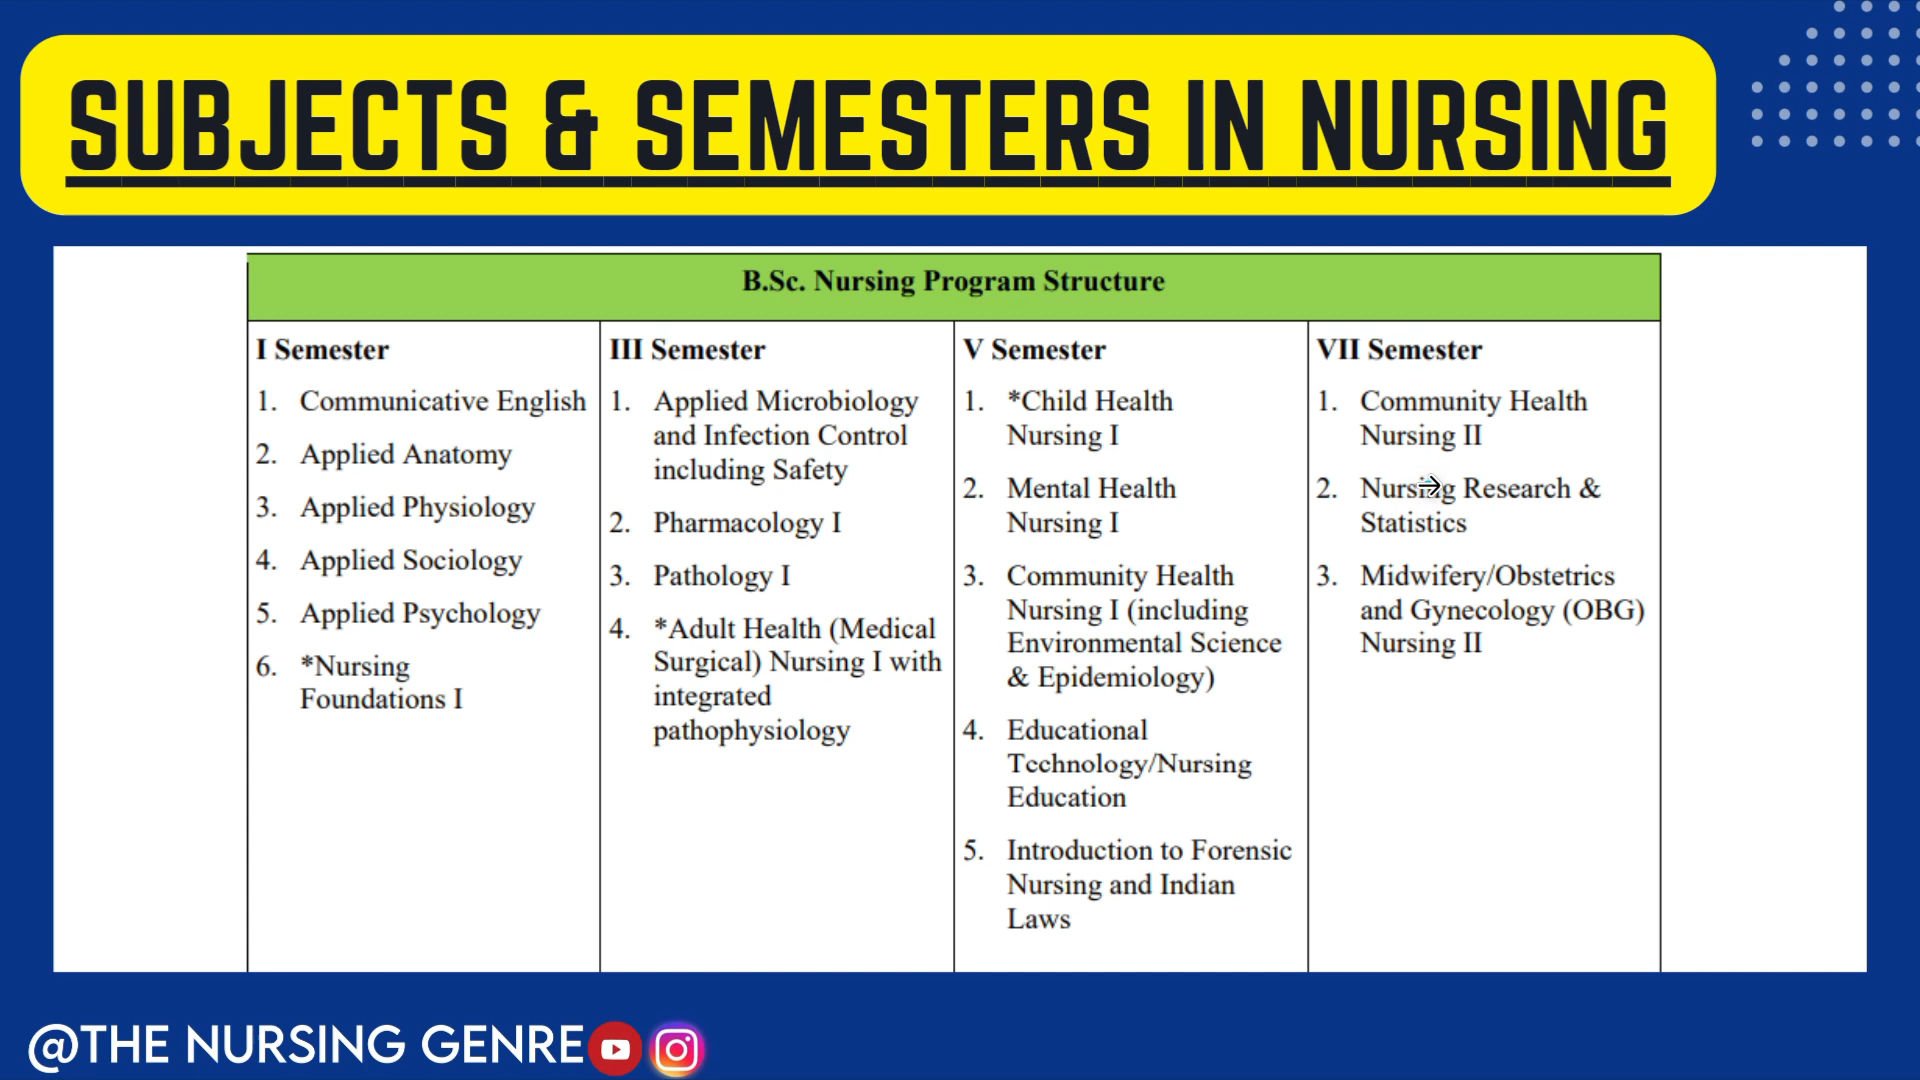 SUBJECTS & SEMESTERS IN NURSING
B.Sc. Nursing Program Structure
I Semester
1. Communicative English
2. Applied Anatomy
3. Applied Physiology
4. Applied Sociology
5. Applied Psychology
6. *Nursing
Foundations I
III Semester
1. Applied Microbiology
and Infection Control
including Safety
2. Pharmacology I
3. Pathology I
4. *Adult Health (Medical
Surgical) Nursing I with
integrated
pathophysiology
V Semester
1. *Child Health
Nursing I
2. Mental Health
Nursing I
3. Community Health
Nursing I (including
Environmental Science
& Epidemiology)
4. Educational
Technology/Nursing
Education
5. Introduction to Forensic
Nursing and Indian
Laws
VII Semester
1. Community Health
Nursing II
2. Nursing Research &
Statistics
3. Midwifery/Obstetrics
and Gynecology (OBG)
Nursing II
@THE NURSING GENRE